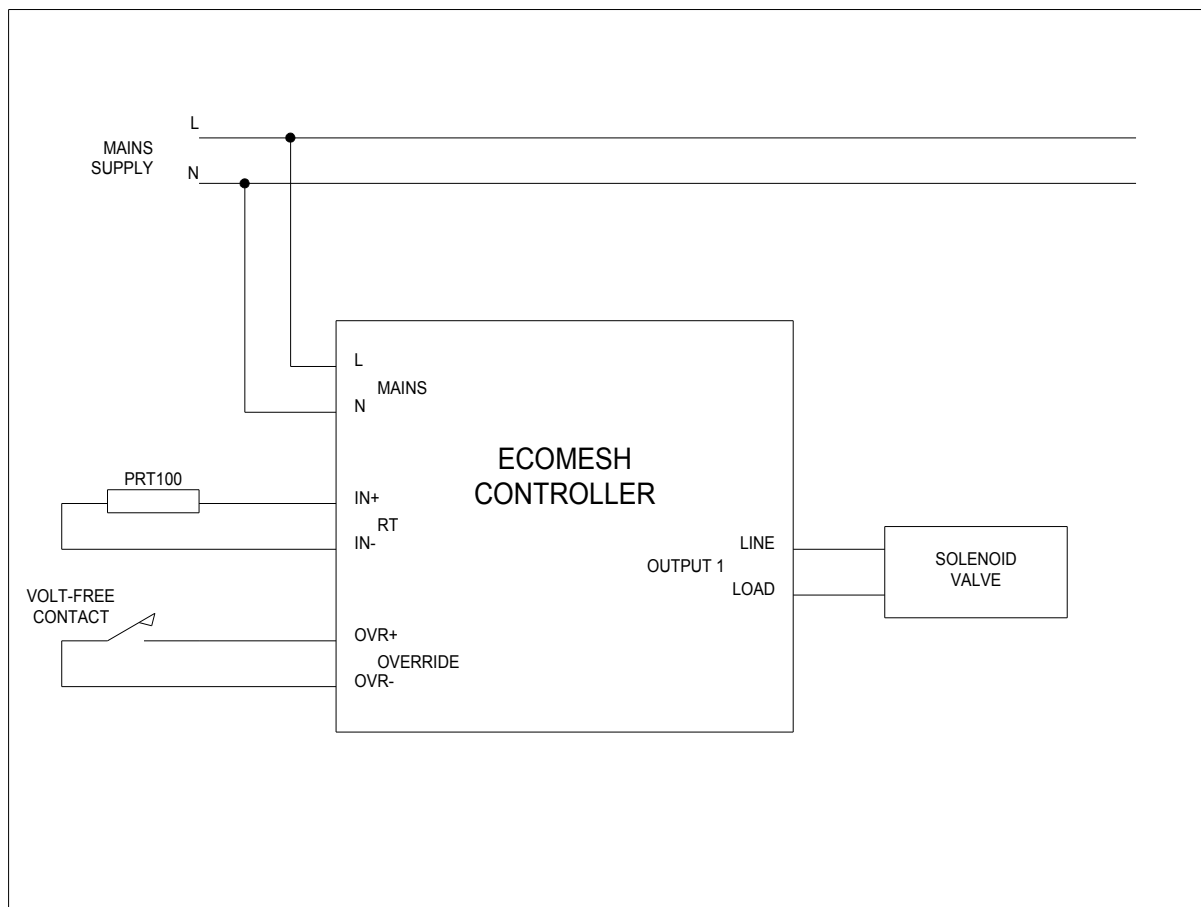 L
MAINS
SUPPLY
N
L
MAINS
N
ECOMESH
CONTROLLER
PRT100
IN+
RT
IN-
LINE
OUTPUT 1
LOAD
SOLENOID
VALVE
VOLT-FREE
CONTACT
OVR+
OVERRIDE
OVR-